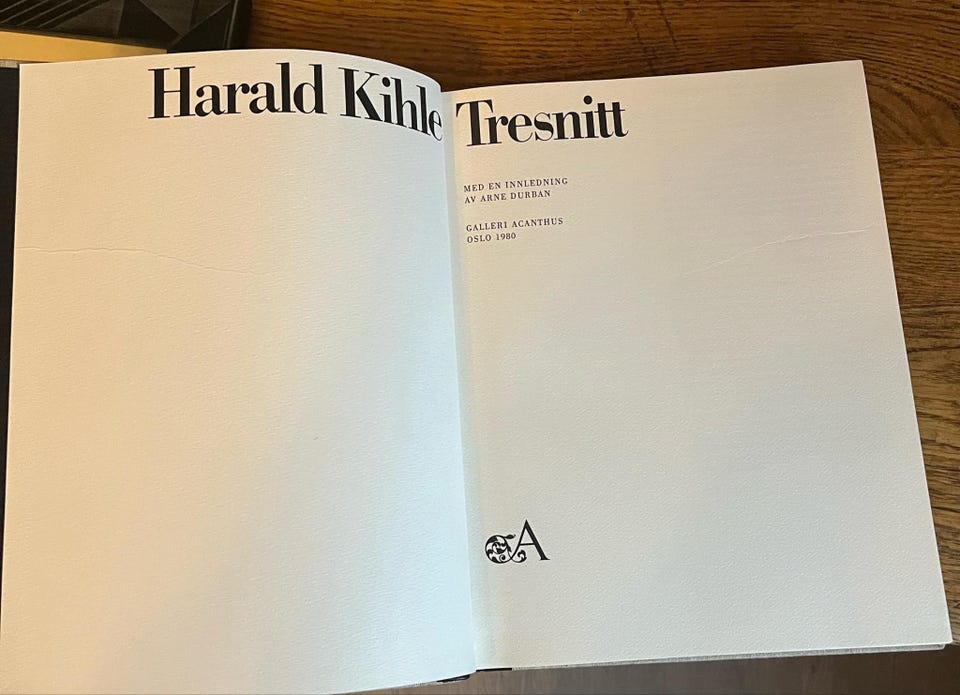 Harald Kihle Tresnitt
MED EN INNLEDNING
AV ARNE DURBAN
GALLERI ACANTHUS
OSLO 1980
A